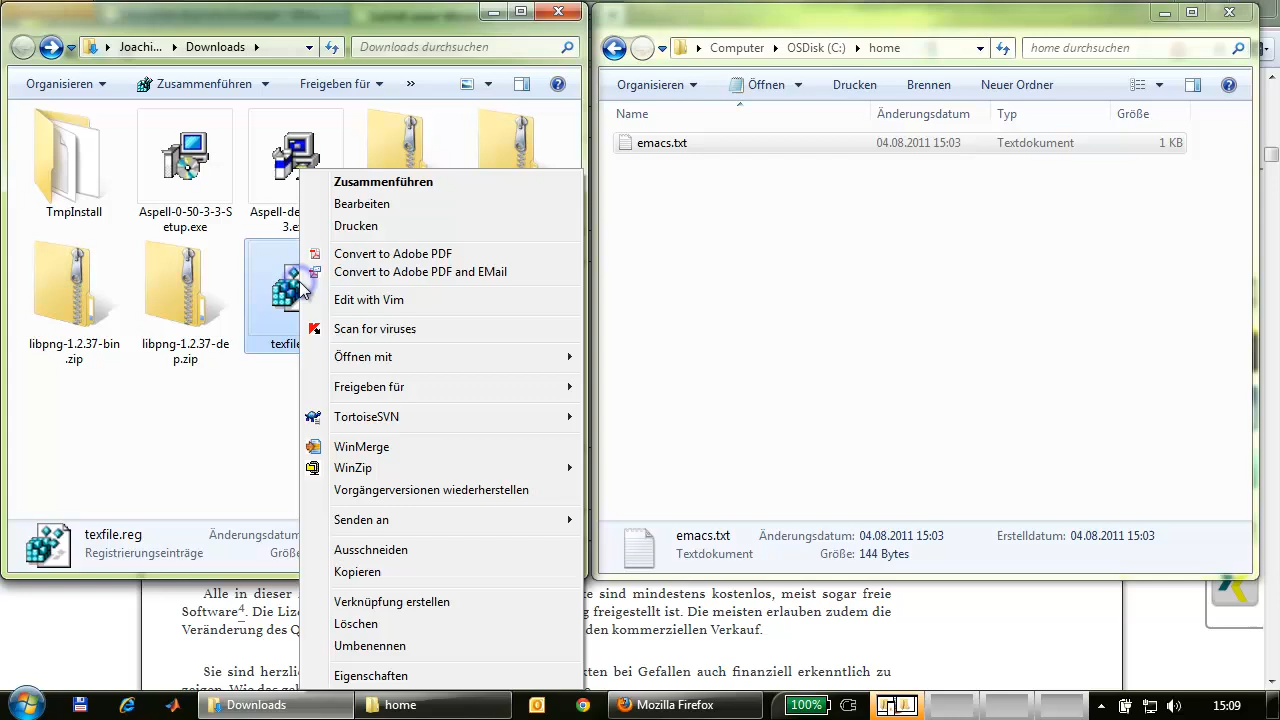 Joachi...
Downloads
Downloads durchsuchen
Organisieren
Zusammenführen
Freigeben für
»
TmpInstall
Aspell-0-50-3-3-S
etup.exe
Aspell-de
3.e
libpng-1.2.37-bin
.zip
libpng-1.2.37-de
p.zip
texfile
Zusammenführen
Bearbeiten
Drucken
Convert to Adobe PDF
Convert to Adobe PDF and EMail
Edit with Vim
Scan for viruses
Öffnen mit
Freigeben für
TortoiseSVN
WinMerge
WinZip
Vorgängerversionen wiederherstellen
Senden an
Ausschneiden
Kopieren
Verknüpfung erstellen
Löschen
Umbenennen
Eigenschaften
texfile.reg
Änderungsdatum
Registrierungseinträge
Größe
Computer
OSDisk (C:)
home
home durchsuchen
Organisieren
Öffnen
Drucken
Brennen
Neuer Ordner
Name
Änderungsdatum
Typ
Größe
emacs.txt
04.08.2011 15:03
Textdokument
1 KB
emacs.txt
Änderungsdatum: 04.08.2011 15:03
Erstelldatum: 04.08.2011 15:03
Textdokument
Größe: 144 Bytes
Alle in dieser
te sind mindestens kostenlos, meist sogar freie
Software4. Die Lize
g freigestellt ist. Die meisten erlauben zudem die
Veränderung des Q
den kommerziellen Verkauf.
Sie sind herzli
kten bei Gefallen auch finanziell erkenntlich zu
Downloads
home
Mozilla Firefox
100%
15:09